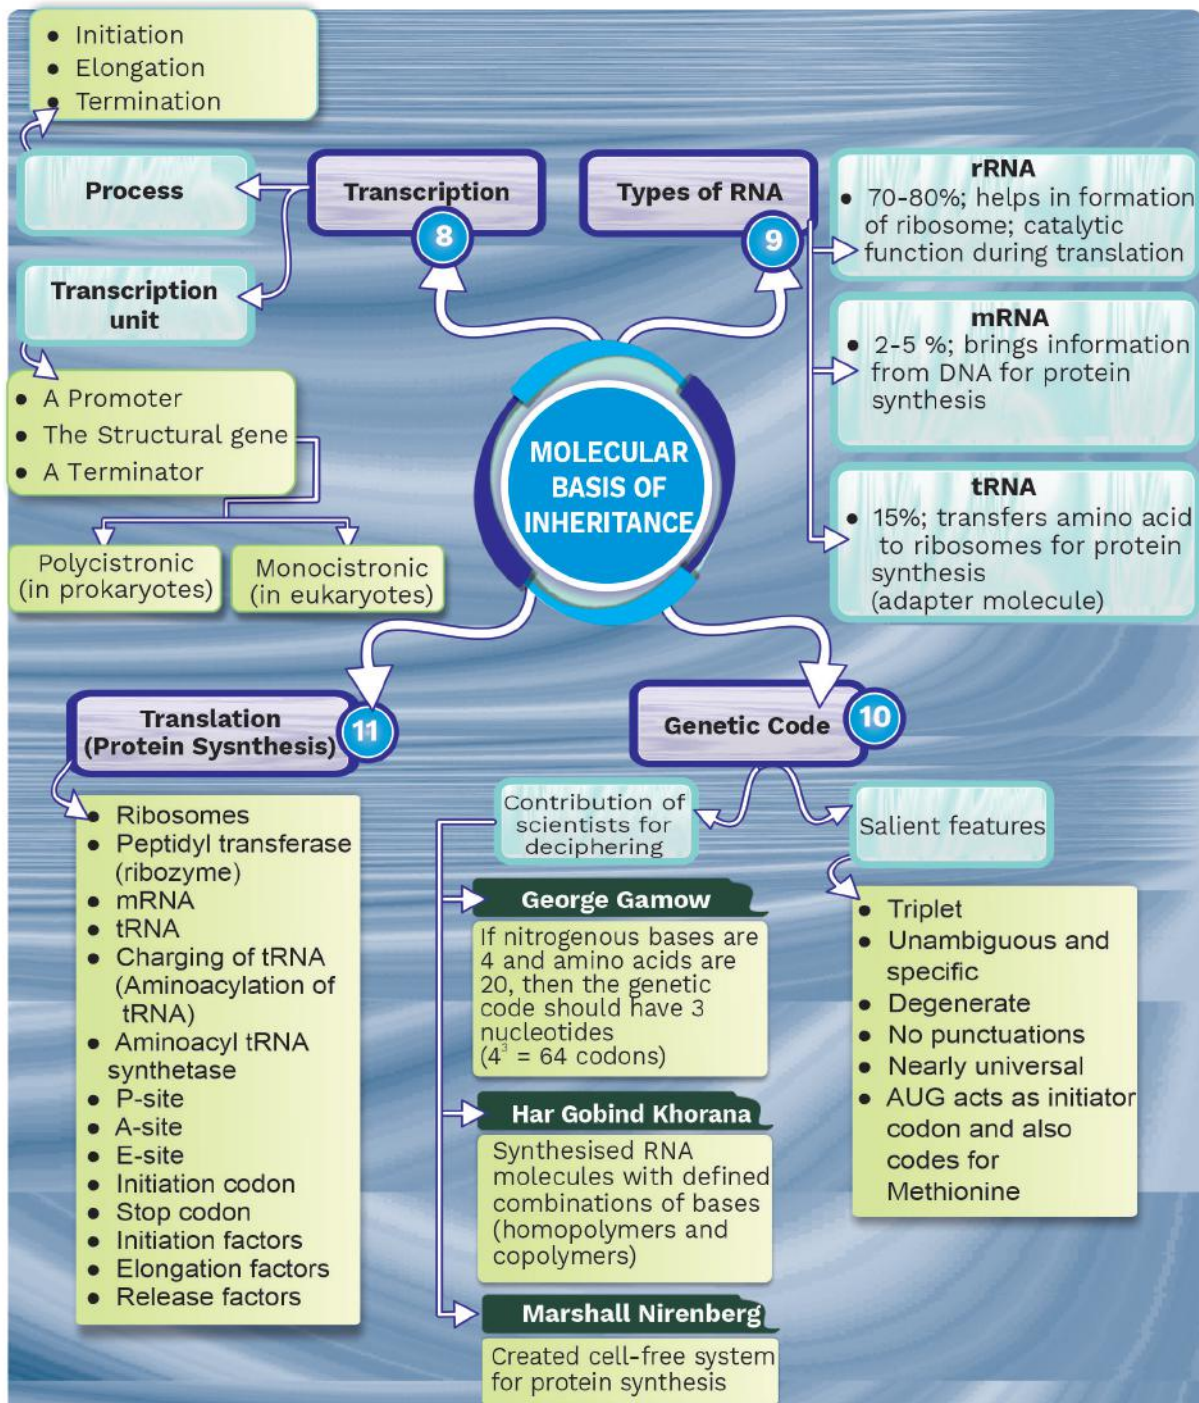 • Initiation
• Elongation
• Termination
Process
Transcription
8
Transcription
unit
• A Promoter
• The Structural gene
• A Terminator
Polycistronic
(in prokaryotes)
Monocistronic
(in eukaryotes)
Types of RNA
9
rRNA
• 70-80%; helps in formation
of ribosome; catalytic
function during translation
mRNA
• 2-5 %; brings information
from DNA for protein
synthesis
tRNA
• 15%; transfers amino acid
to ribosomes for protein
synthesis
(adapter molecule)
MOLECULAR
BASIS OF
INHERITANCE
Translation
(Protein Sysnthesis)
11
• Ribosomes
• Peptidyl transferase
(ribozyme)
• mRNA
• tRNA
• Charging of tRNA
(Aminoacylation of
tRNA)
• Aminoacyl tRNA
synthetase
• P-site
• A-site
• E-site
• Initiation codon
• Stop codon
• Initiation factors
• Elongation factors
• Release factors
Genetic Code
10
Contribution of
scientists for
deciphering
George Gamow
If nitrogenous bases are
4 and amino acids are
20, then the genetic
code should have 3
nucleotides
(4³ = 64 codons)
Har Gobind Khorana
Synthesised RNA
molecules with defined
combinations of bases
(homopolymers and
copolymers)
Marshall Nirenberg
Created cell-free system
for protein synthesis
Salient features
• Triplet
• Unambiguous and
specific
• Degenerate
• No punctuations
• Nearly universal
• AUG acts as initiator
codon and also
codes for
Methionine